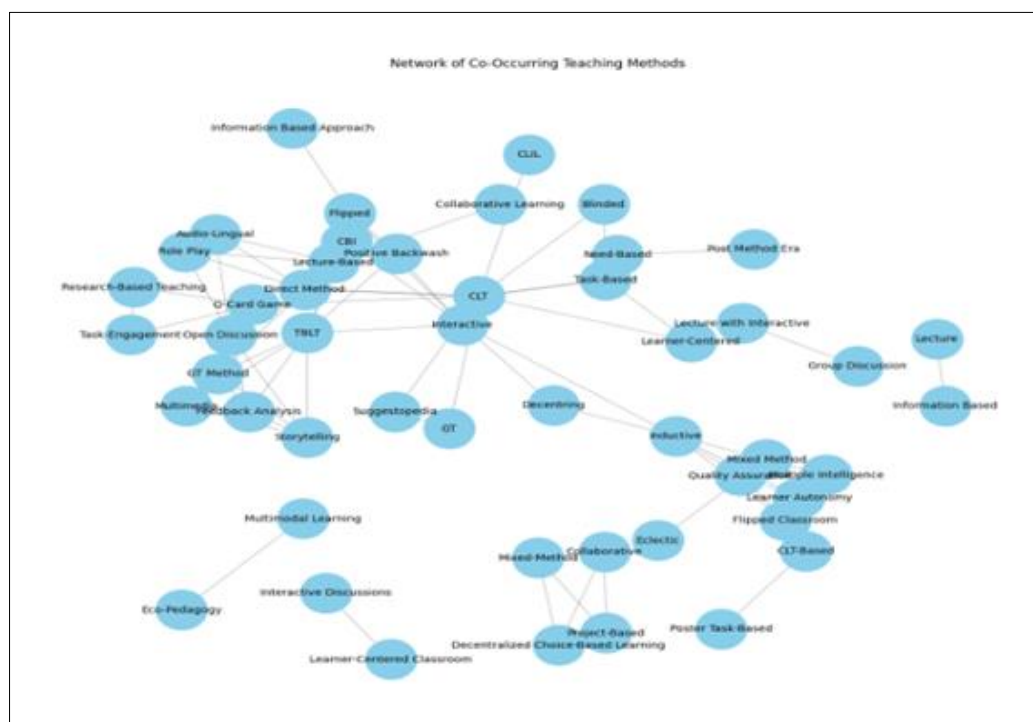 Network of Co-Occurring Teaching Methods
Information Based Approach
CLIL
Collaborative Learning
Blinded
Flipped
Audio-Lingual
CBI
Role Play
Positive Backwash
Need-Based
Post Method Era
Lecture-Based
Task-Based
Research-Based Teaching
Direct Method
CLT
Q-Card Game
Interactive
Lecture with Interactive
Task-Engagement
Open Discussion
TBLT
Learner-Centered
Lecture
Group Discussion
GT Method
Multimedia
Feedback Analysis
Suggestopedia
Decentring
Information Based
GT
Storytelling
Inductive
Mixed Method
Quality Assurance
Multiple Intelligence
Learner Autonomy
Multimodal Learning
Flipped Classroom
Eclectic
CLT-Based
Mixed-Method
Collaborative
Interactive Discussions
Eco-Pedagogy
Poster Task-Based
Project-Based
Decentralized Choice-Based Learning
Learner-Centered Classroom